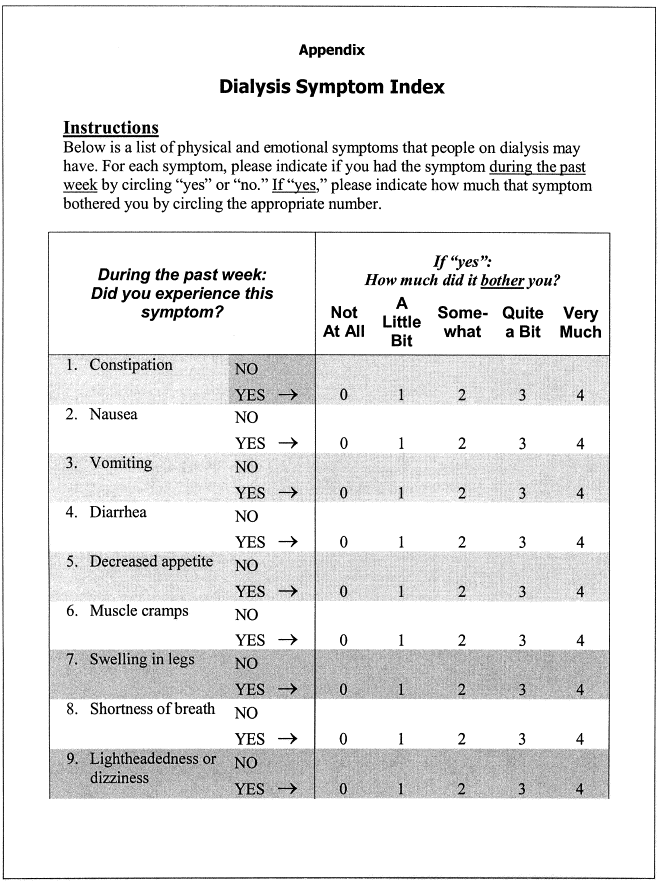 Appendix
Dialysis Symptom Index
Instructions
Below is a list of physical and emotional symptoms that people on dialysis may
have. For each symptom, please indicate if you had the symptom during the past
week by circling “yes” or “no.” If “yes,” please indicate how much that symptom
bothered you by circling the appropriate number.
During the past week:
Did you experience this
symptom?
If “yes”:
How much did it bother you?
Not
At All
A
Little
Bit
Some-
what
Quite
a Bit
Very
Much
1. Constipation NO
YES → 0 1 2 3 4
2. Nausea NO
YES → 0 1 2 3 4
3. Vomiting NO
YES → 0 1 2 3 4
4. Diarrhea NO
YES → 0 1 2 3 4
5. Decreased appetite NO
YES → 0 1 2 3 4
6. Muscle cramps NO
YES → 0 1 2 3 4
7. Swelling in legs NO
YES → 0 1 2 3 4
8. Shortness of breath NO
YES → 0 1 2 3 4
9. Lightheadedness or NO
dizziness
YES → 0 1 2 3 4